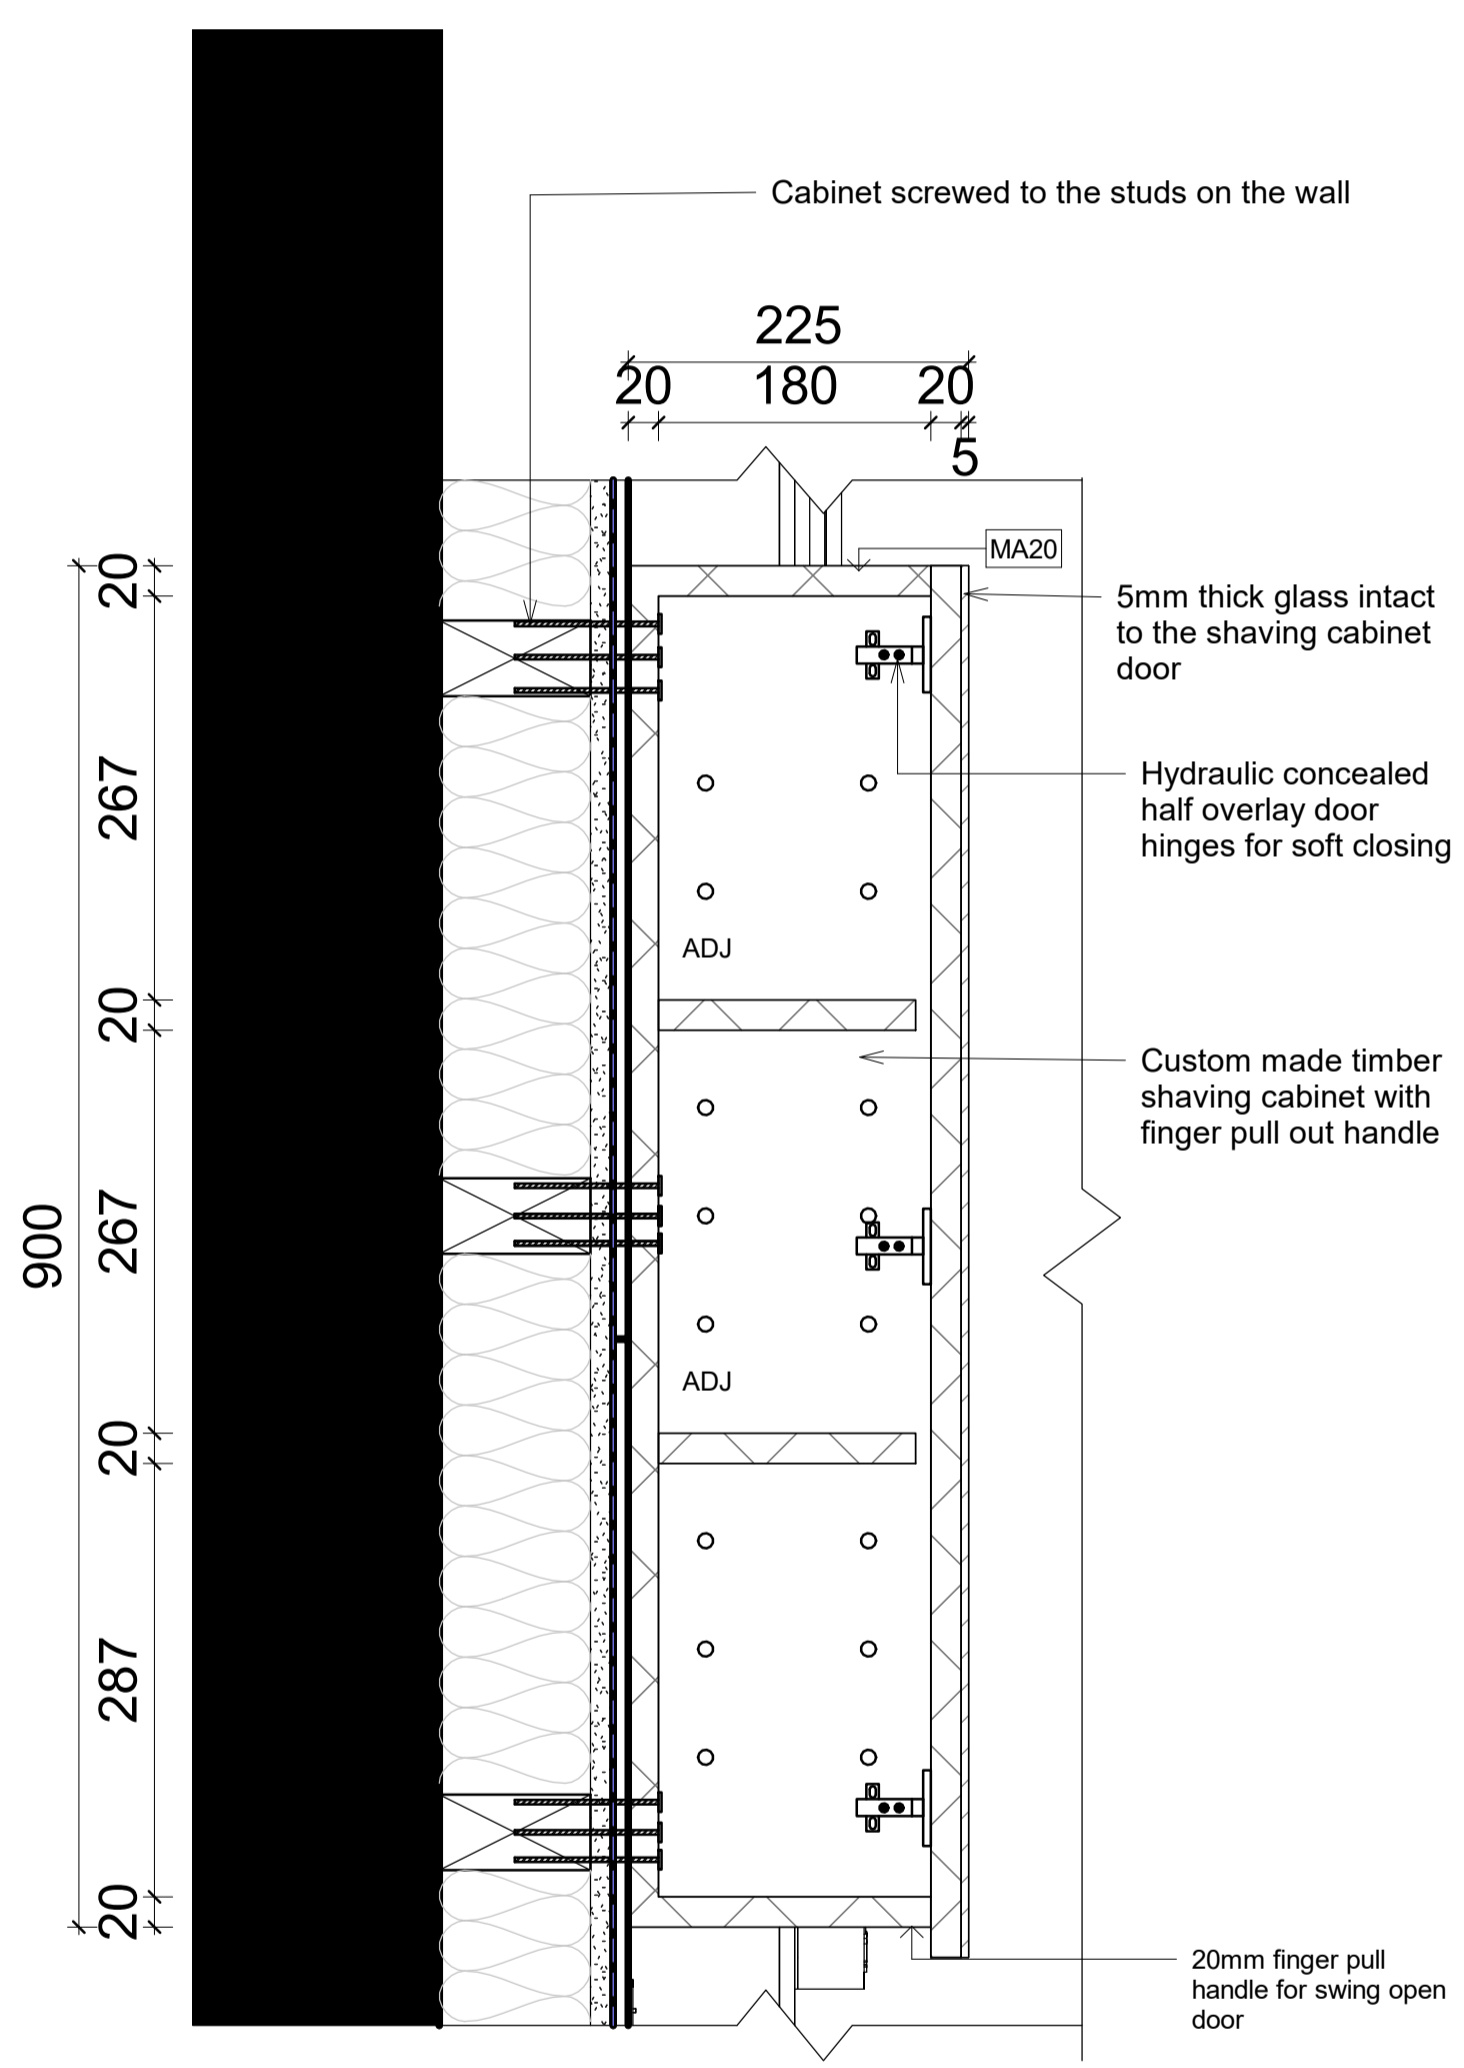 Cabinet screwed to the studs on the wall
225
20 180 20
5
MA20
5mm thick glass intact
to the shaving cabinet
door
Hydraulic concealed
half overlay door
hinges for soft closing
ADJ
Custom made timber
shaving cabinet with
finger pull out handle
ADJ
20mm finger pull
handle for swing open
door
900
20
267
20
267
20
287
20